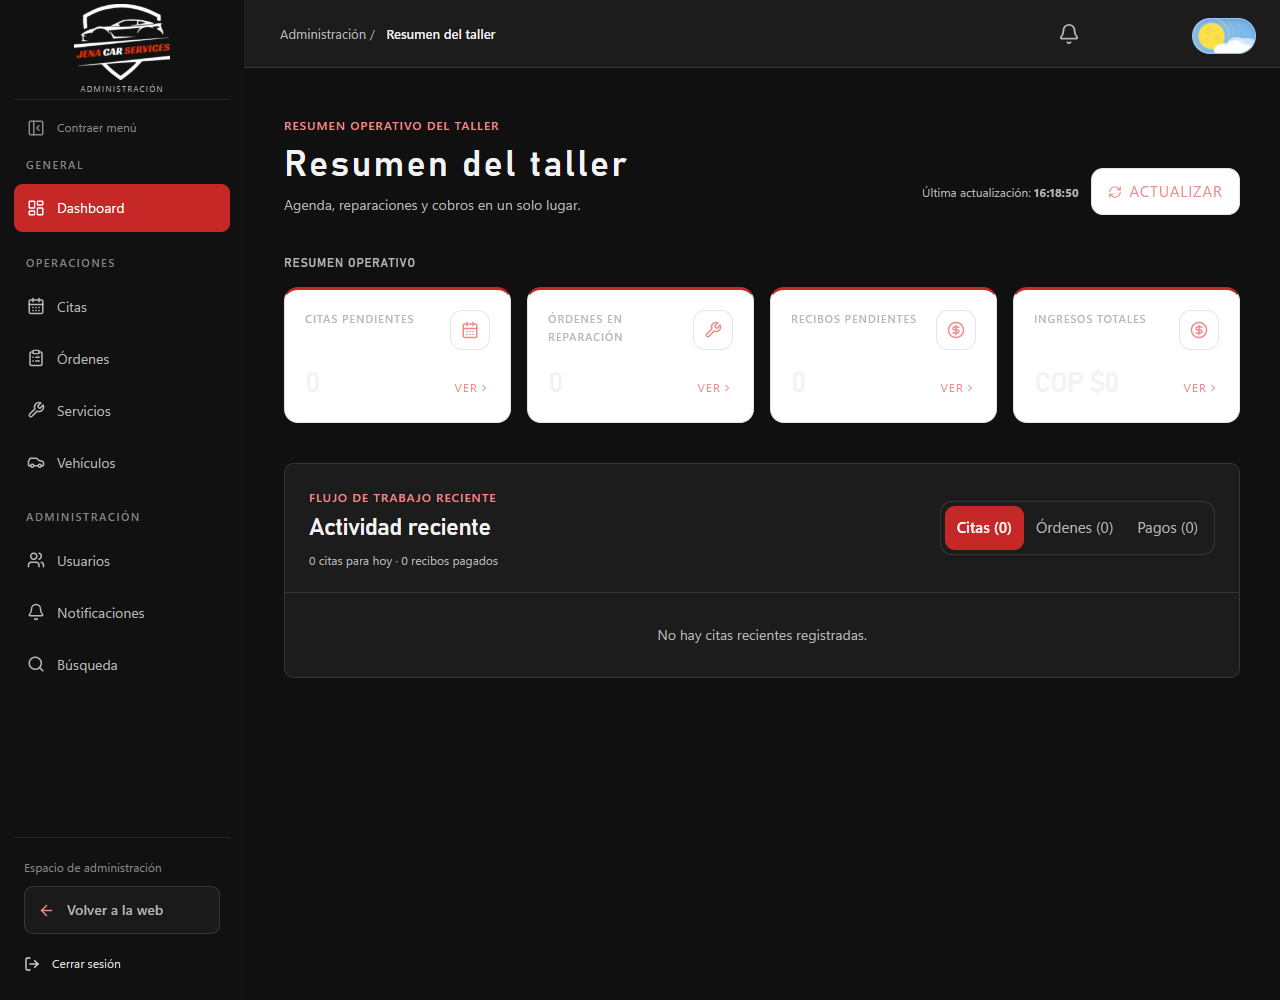 JENA CAR SERVICES
ADMINISTRACIÓN
Contraer menú
GENERAL
Dashboard
OPERACIONES
Citas
Órdenes
Servicios
Vehículos
ADMINISTRACIÓN
Usuarios
Notificaciones
Búsqueda
Espacio de administración
Volver a la web
Cerrar sesión
Administración / Resumen del taller
RESUMEN OPERATIVO DEL TALLER
Resumen del taller
Agenda, reparaciones y cobros en un solo lugar.
Última actualización: 16:18:50
ACTUALIZAR
RESUMEN OPERATIVO
CITAS PENDIENTES
0
VER
ÓRDENES EN
REPARACIÓN
0
VER
RECIBOS PENDIENTES
0
VER
INGRESOS TOTALES
COP $0
VER
FLUJO DE TRABAJO RECIENTE
Actividad reciente
0 citas para hoy · 0 recibos pagados
Citas (0) Órdenes (0) Pagos (0)
No hay citas recientes registradas.